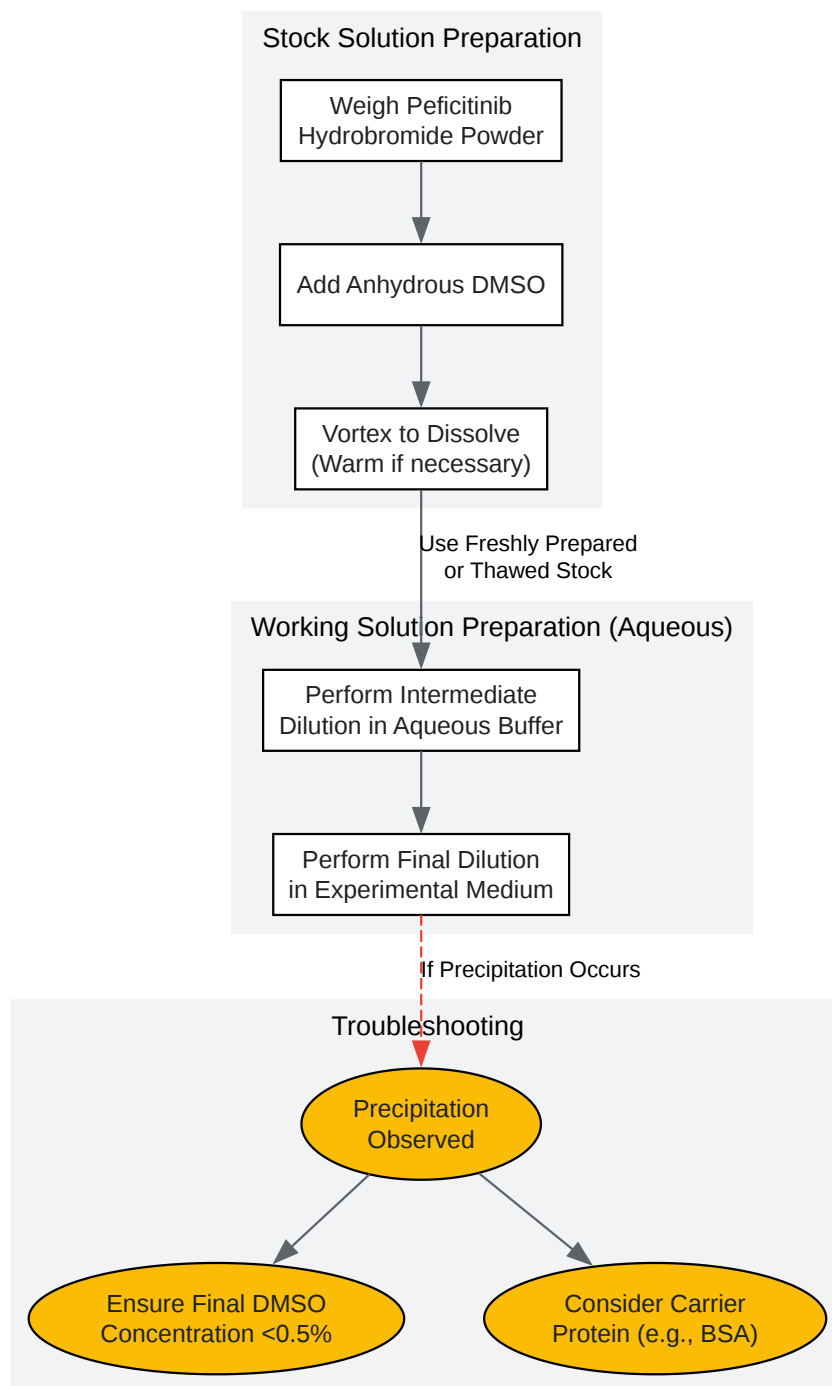 Stock Solution Preparation
Weigh Peficitinib
Hydrobromide Powder
Add Anhydrous DMSO
Vortex to Dissolve
(Warm if necessary)
Use Freshly Prepared
or Thawed Stock
Working Solution Preparation (Aqueous)
Perform Intermediate
Dilution in Aqueous Buffer
Perform Final Dilution
in Experimental Medium
If Precipitation Occurs
Troubleshooting
Precipitation
Observed
Ensure Final DMSO
Concentration <0.5%
Consider Carrier
Protein (e.g., BSA)